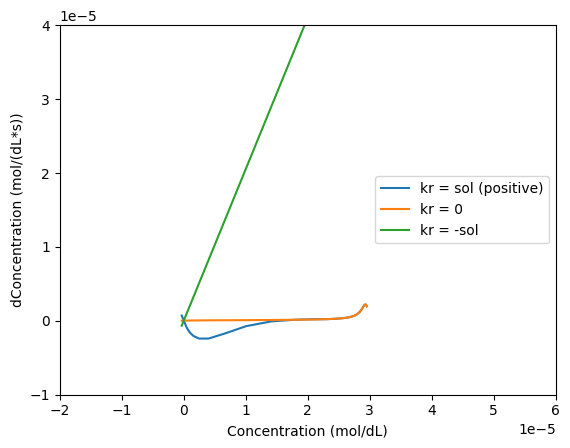 1e−5
4
3
2
1
0
−1
dConcentration (mol/(dL*s))
kr = sol (positive)
kr = 0
kr = -sol
−2
−1
0
1
2
3
4
5
6
1e−5
Concentration (mol/dL)